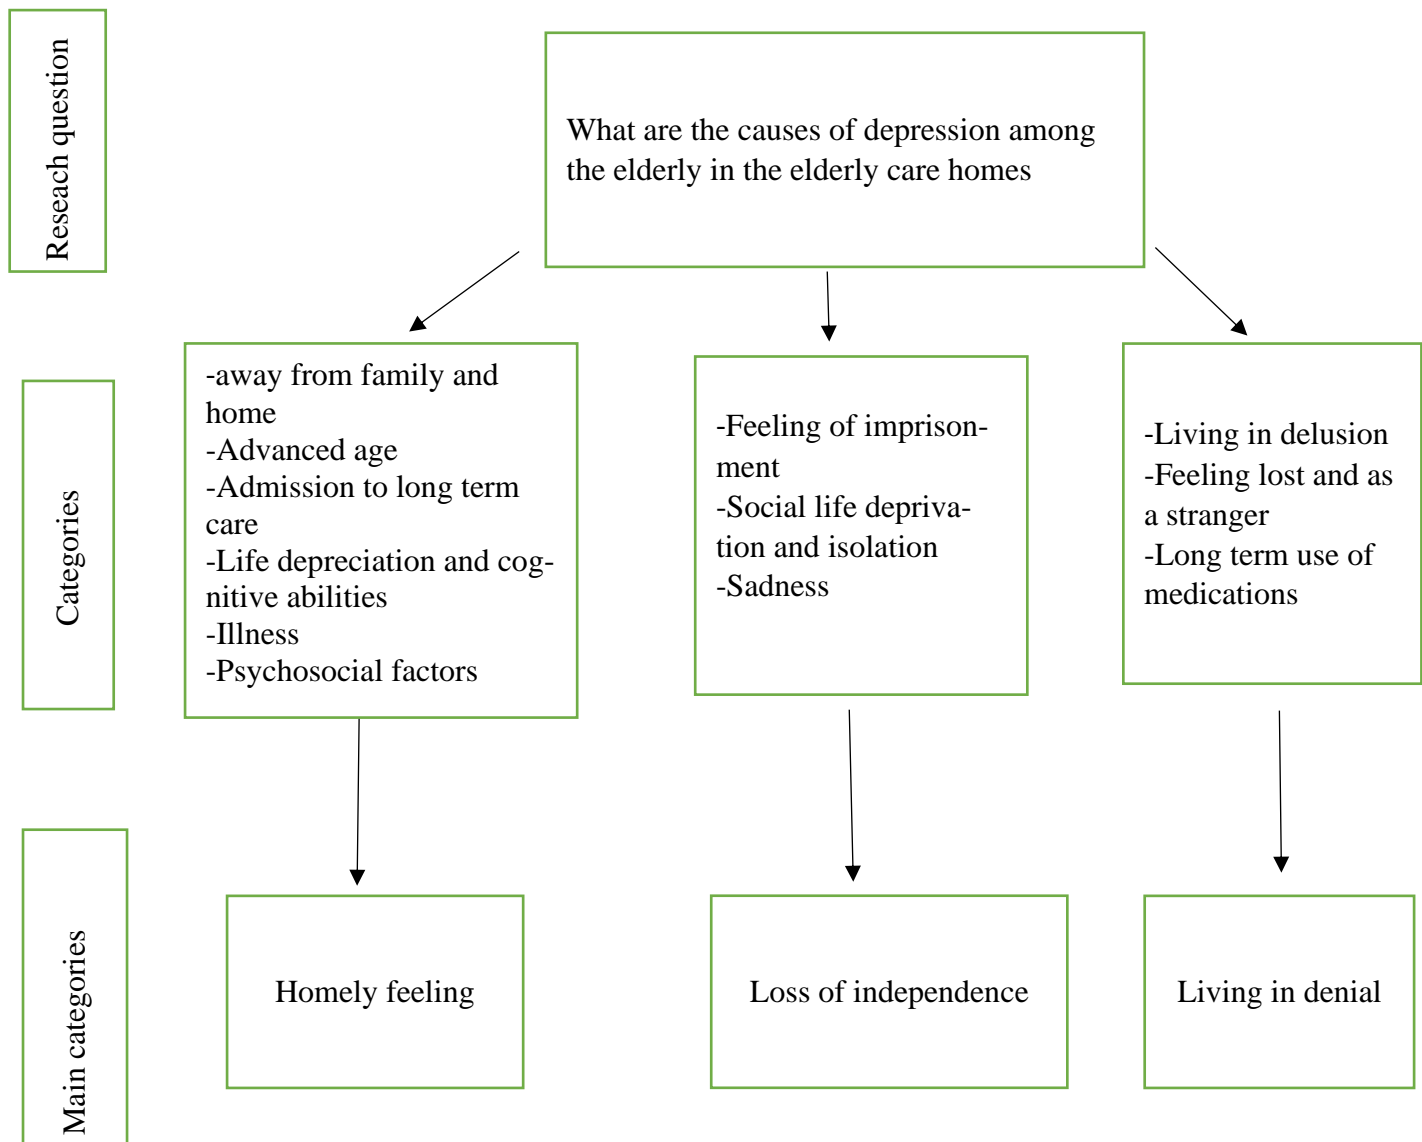 Reseach question
What are the causes of depression among
the elderly in the elderly care homes
Categories
-away from family and
home
-Advanced age
-Admission to long term
care
-Life depreciation and cog-
nitive abilities
-Illness
-Psychosocial factors
-Feeling of imprison-
ment
-Social life depriva-
tion and isolation
-Sadness
-Living in delusion
-Feeling lost and as
a stranger
-Long term use of
medications
Main categories
Homely feeling
Loss of independence
Living in denial